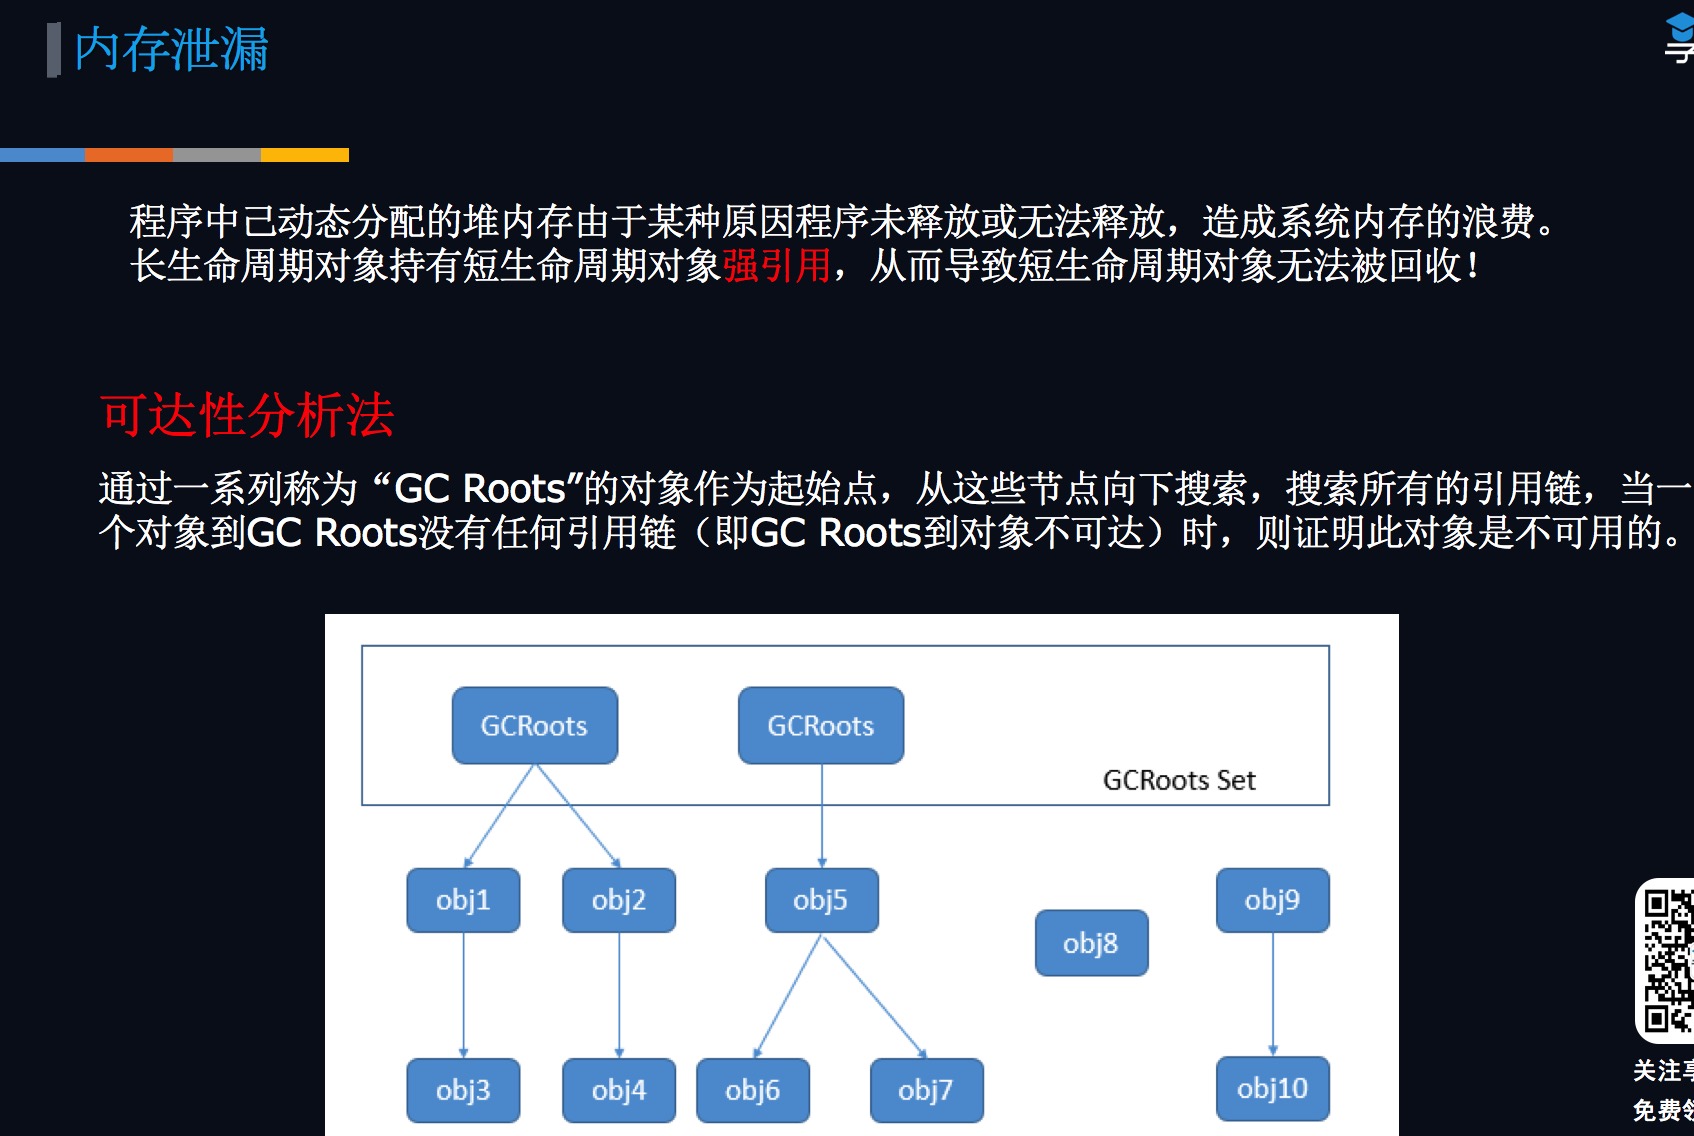 内存泄漏
程序中己动态分配的堆内存由于某种原因程序未释放或无法释放，造成系统内存的浪费。
长生命周期对象持有短生命周期对象强引用，从而导致短生命周期对象无法被回收！
可达性分析法
通过一系列称为“GC Roots”的对象作为起始点，从这些节点向下搜索，搜索所有的引用链，当一
个对象到GC Roots没有任何引用链（即GC Roots到对象不可达）时，则证明此对象是不可用的。
GCRoots GCRoots
GCRoots Set
obj1 obj2 obj5 obj9
obj8
obj3 obj4 obj6 obj7 obj10
关注
免费